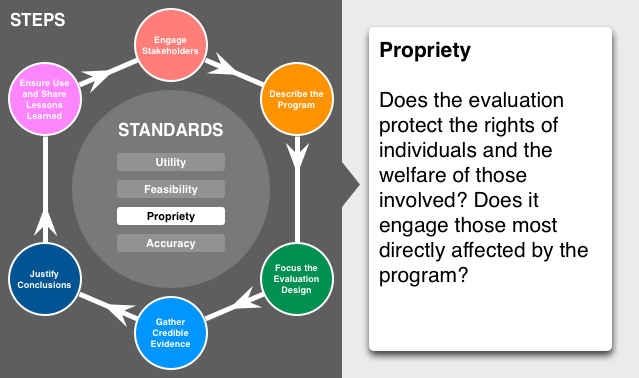 STEPS
Engage
Stakeholders
Describe the
Program
Focus the
Evaluation
Design
Gather
Credible
Evidence
Justify
Conclusions
Ensure Use
and Share
Lessons
Learned
STANDARDS
Utility
Feasibility
Propriety
Accuracy
Propriety
Does the evaluation
protect the rights of
individuals and the
welfare of those
involved? Does it
engage those most
directly affected by the
program?